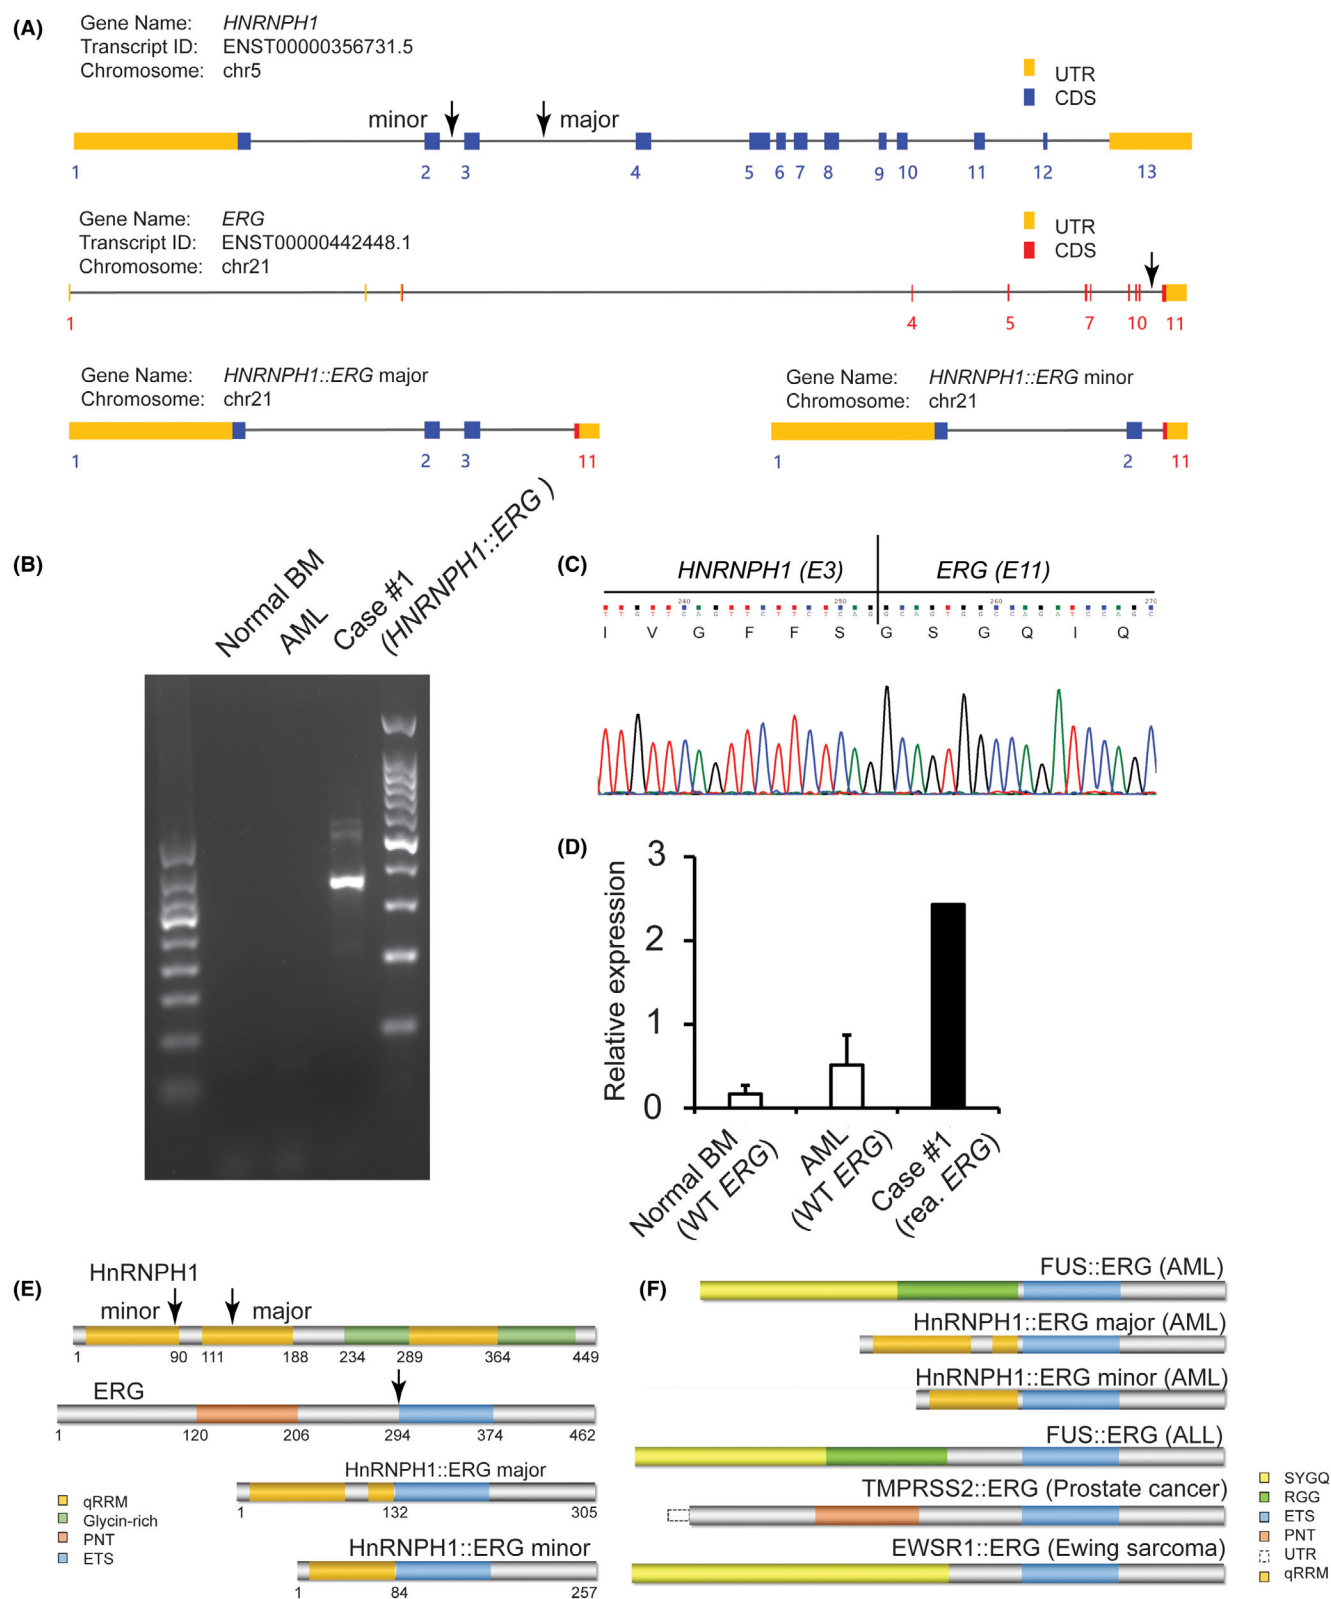 (A)
Gene Name: HNRNPH1
Transcript ID: ENST00000356731.5
Chromosome: chr5
UTR
CDS
minor major
1 2 3 4 5 6 7 8 9 10 11 12 13
Gene Name: ERG
Transcript ID: ENST00000442448.1
Chromosome: chr21
UTR
CDS
1 4 5 7 10 11
Gene Name: HNRNPH1::ERG major
Chromosome: chr21
1 2 3 11
Gene Name: HNRNPH1::ERG minor
Chromosome: chr21
1 2 11
(B)
Normal BM
AML
Case #1
(HNRNPH1::ERG )
(C)
HNRNPH1 (E3) ERG (E11)
240 250 260 270
T T G T T C A G T T C T T C T C A G G C A G T G G C C A G A T C C A G C
I V G F F S G S G Q I Q
(D)
Relative expression
3
2
1
0
Normal BM
(WT ERG)
AML
(WT ERG)
Case #1
(rea. ERG)
(E)
HnRNPH1
minor major
1 90 111 188 234 289 364 449
ERG
1 120 206 294 374 462
HnRNPH1::ERG major
1 132 305
HnRNPH1::ERG minor
1 84 257
qRRM
Glycin-rich
PNT
ETS
(F)
FUS::ERG (AML)
HnRNPH1::ERG major (AML)
HnRNPH1::ERG minor (AML)
FUS::ERG (ALL)
TMPRSS2::ERG (Prostate cancer)
EWSR1::ERG (Ewing sarcoma)
SYGQ
RGG
ETS
PNT
UTR
qRRM